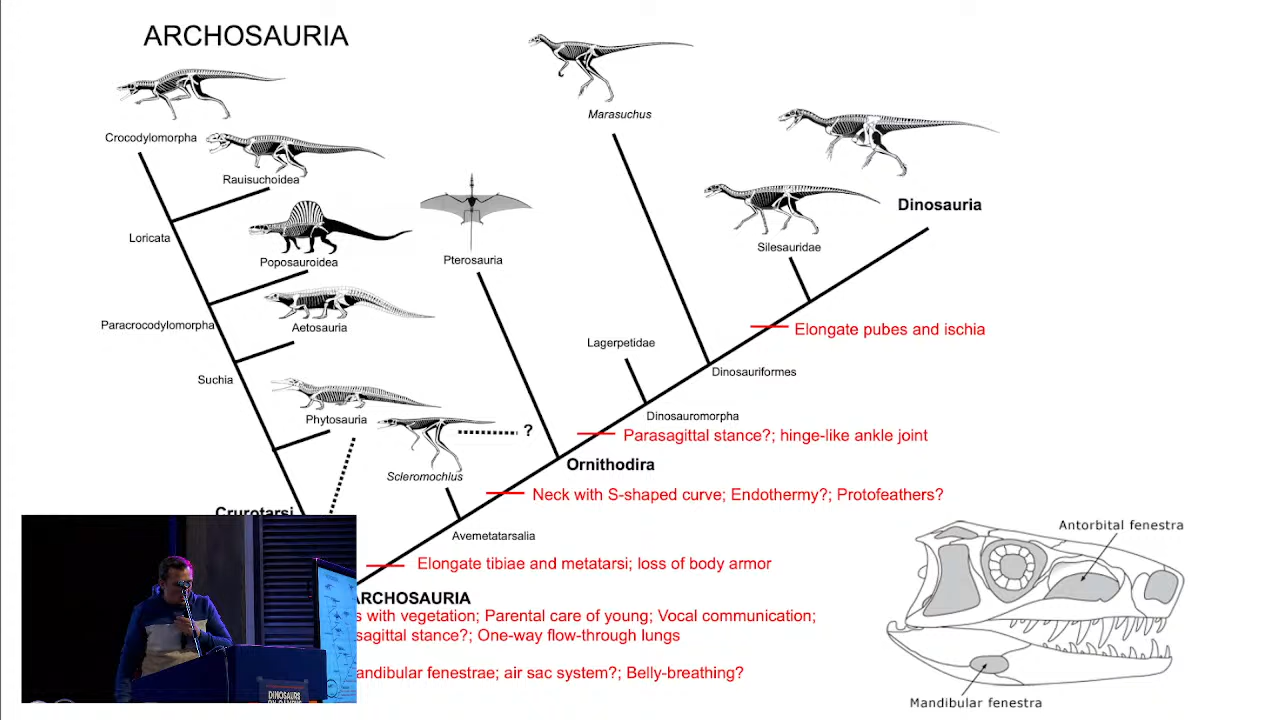 ARCHOSAURIA
Marasuchus
Crocodylomorpha
Rauisuchoidea
Dinosauria
Loricata
Silesauridae
Poposauroidea
Pterosauria
Paracrocodylomorpha
Aetosauria
Elongate pubes and ischia
Lagerpetidae
Suchia
Dinosauriformes
Phytosauria
Dinosauromorpha
?
Parasagittal stance?; hinge-like ankle joint
Ornithodira
Scleromochlus
Neck with S-shaped curve; Endothermy?; Protofeathers?
Crurotarsi
Antorbital fenestra
Avemetatarsalia
Elongate tibiae and metatarsi; loss of body armor
ARCHOSAURIA
s with vegetation; Parental care of young; Vocal communication;
sagittal stance?; One-way flow-through lungs
andibular fenestrae; air sac system?; Belly-breathing?
DINOSAURS
Mandibular fenestra